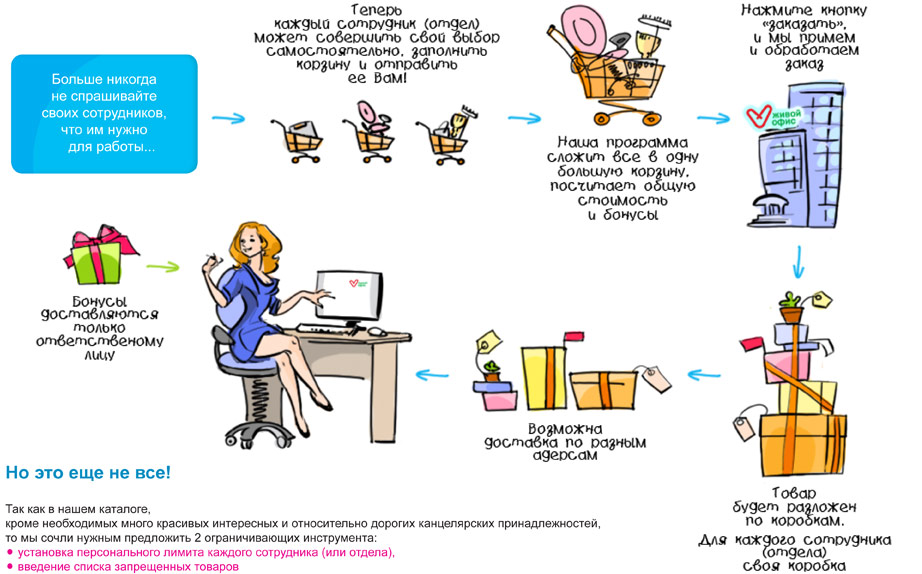 Больше никогда
не спрашивайте
своих сотрудников,
что им нужно
для работы...
Теперь
каждый сотрудник (отдел)
может совершить свой выбор
самостоятельно, заполнить
корзину и отправить
ее Вам!
Наша программа
сложит все в одну
большую корзину,
посчитает общую
стоимость
и бонусы
Нажмите кнопку
«заказать»,
и мы примем
и обработаем
заказ
живой
офис
Товар
будет разложен
по коробкам.
Для каждого сотрудника
(отдела)
своя коробка
Возможна
доставка по разным
адерсам
Бонусы
доставляются
только
ответственому
лицу
Но это еще не все!
Так как в нашем каталоге,
кроме необходимых много красивых интересных и относительно дорогих канцелярских принадлежностей,
то мы сочли нужным предложить 2 ограничивающих инструмента:
• установка персонального лимита каждого сотрудника (или отдела),
• введение списка запрещенных товаров